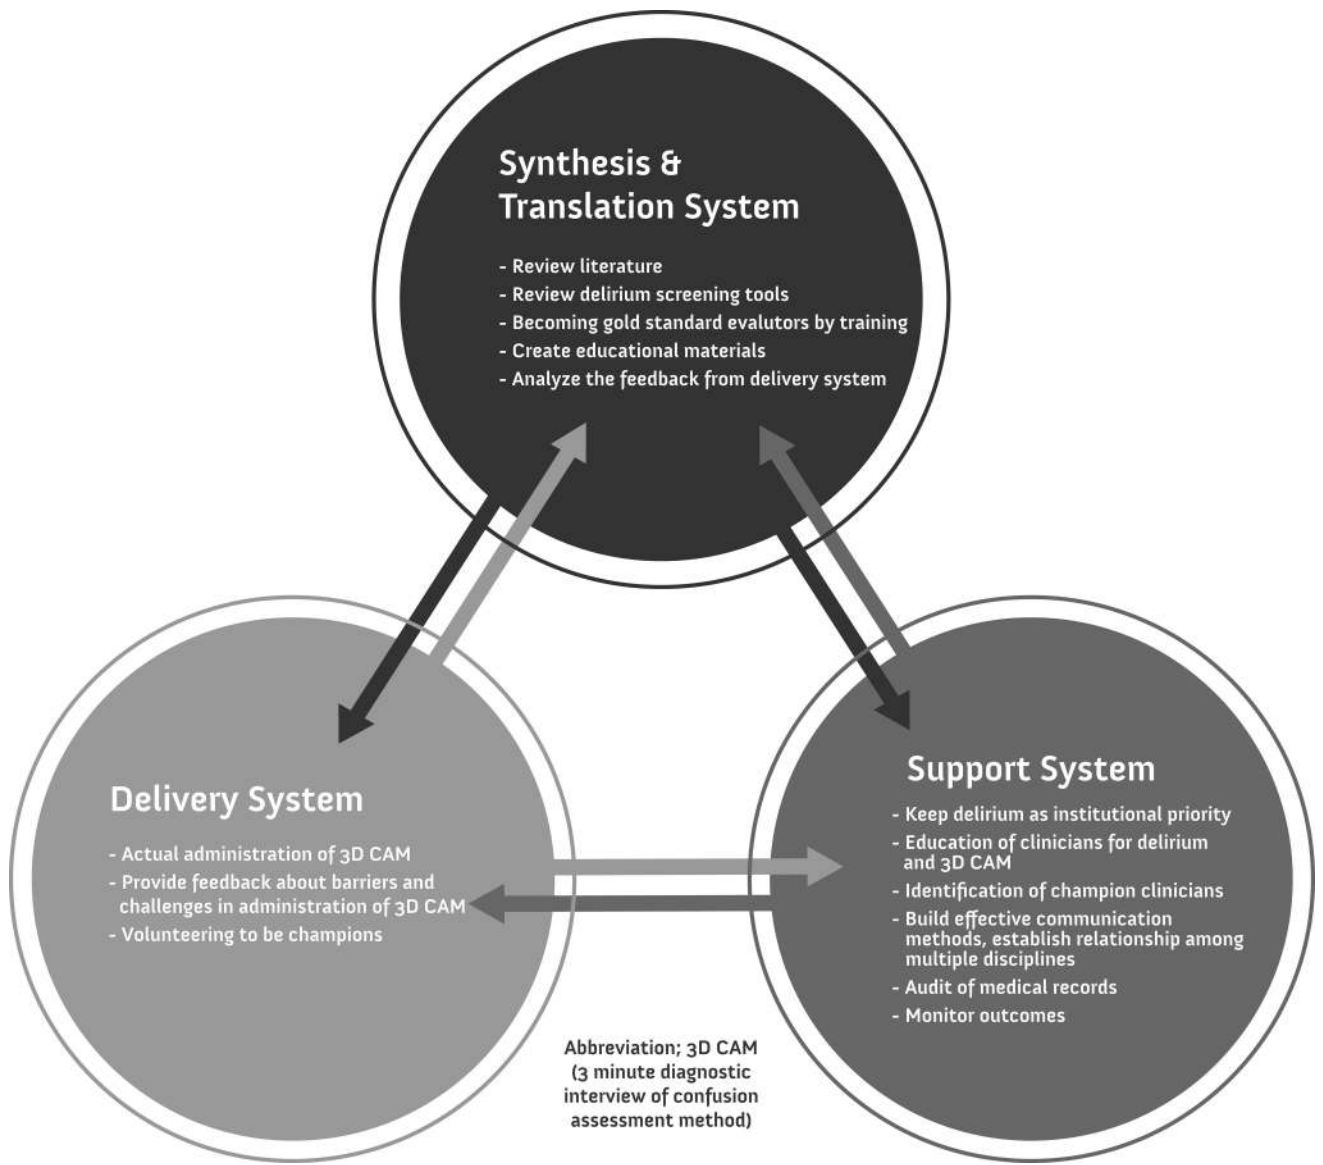 Synthesis &
Translation System
- Review literature
- Review delirium screening tools
- Becoming gold standard evalutors by training
- Create educational materials
- Analyze the feedback from delivery system
Delivery System
- Actual administration of 3D CAM
- Provide feedback about barriers and
challenges in administration of 3D CAM
- Volunteering to be champions
Support System
- Keep delirium as institutional priority
- Education of clinicians for delirium
and 3D CAM
- Identification of champion clinicians
- Build effective communication
methods, establish relationship among
multiple disciplines
- Audit of medical records
- Monitor outcomes
Abbreviation; 3D CAM
(3 minute diagnostic
interview of confusion
assessment method)